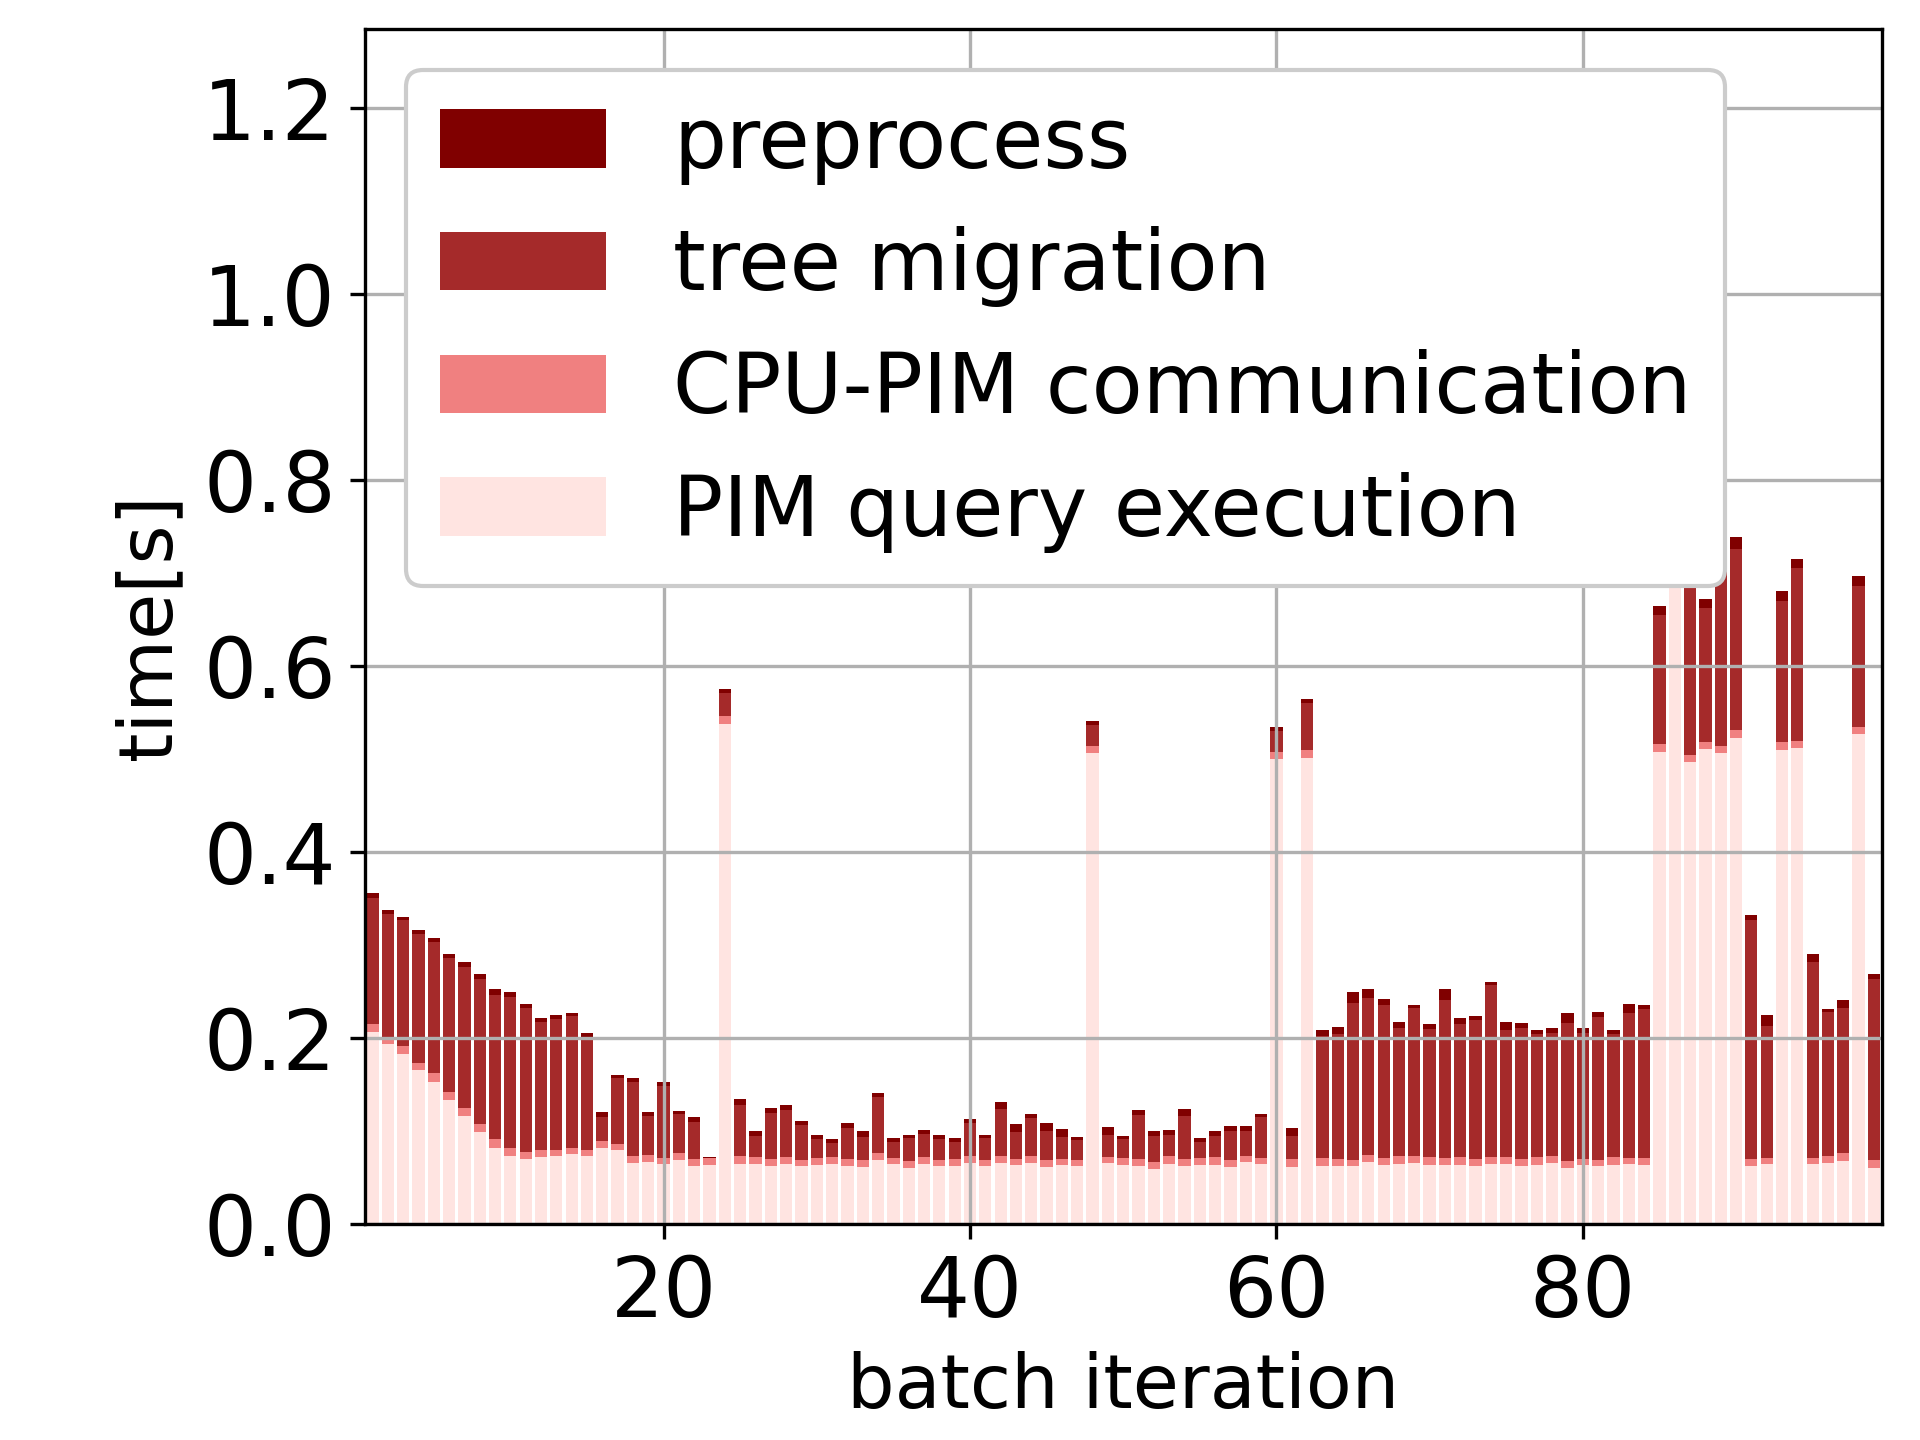 preprocess
tree migration
CPU-PIM communication
PIM query execution
1.2
1.0
0.8
0.6
0.4
0.2
0.0
time[s]
20 40 60 80
batch iteration